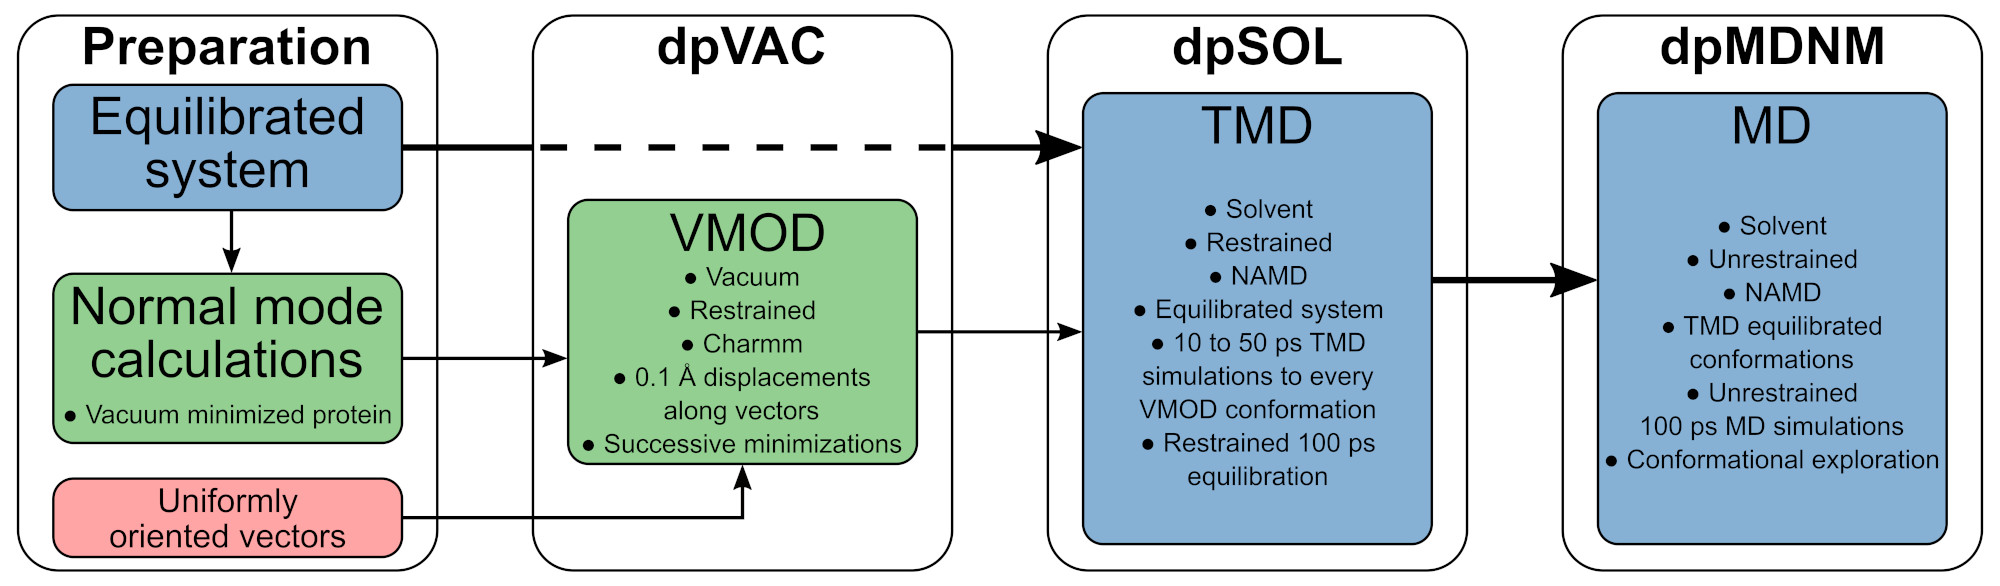 Preparation
Equilibrated
system
Normal mode
calculations
● Vacuum minimized protein
Uniformly
oriented vectors
dpVAC
VMOD
● Vacuum
● Restrained
● Charmm
● 0.1 Å displacements
along vectors
● Successive minimizations
dpSOL
TMD
● Solvent
● Restrained
● NAMD
● Equilibrated system
● 10 to 50 ps TMD
simulations to every
VMOD conformation
● Restrained 100 ps
equilibration
dpMDNM
MD
● Solvent
● Unrestrained
● NAMD
● TMD equilibrated
conformations
● Unrestrained
100 ps MD simulations
● Conformational exploration